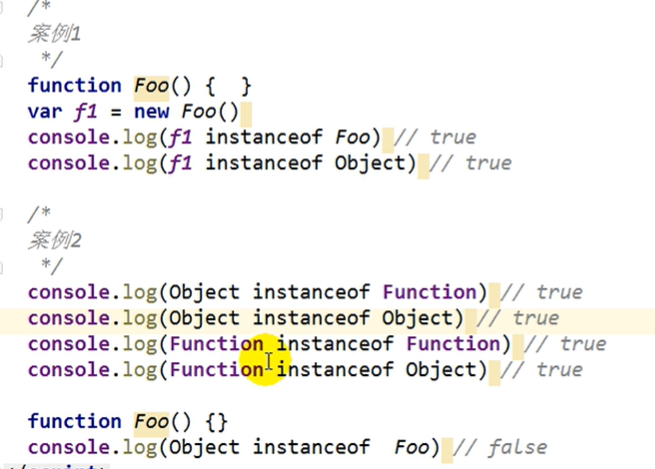 /*
案例1
*/
function Foo() {  }
var f1 = new Foo()
console.log(f1 instanceof Foo) // true
console.log(f1 instanceof Object) // true
/*
案例2
*/
console.log(Object instanceof Function) // true
console.log(Object instanceof Object) // true
console.log(Function instanceof Function) // true
console.log(Function instanceof Object) // true
function Foo() {}
console.log(Object instanceof  Foo) // false
</script>